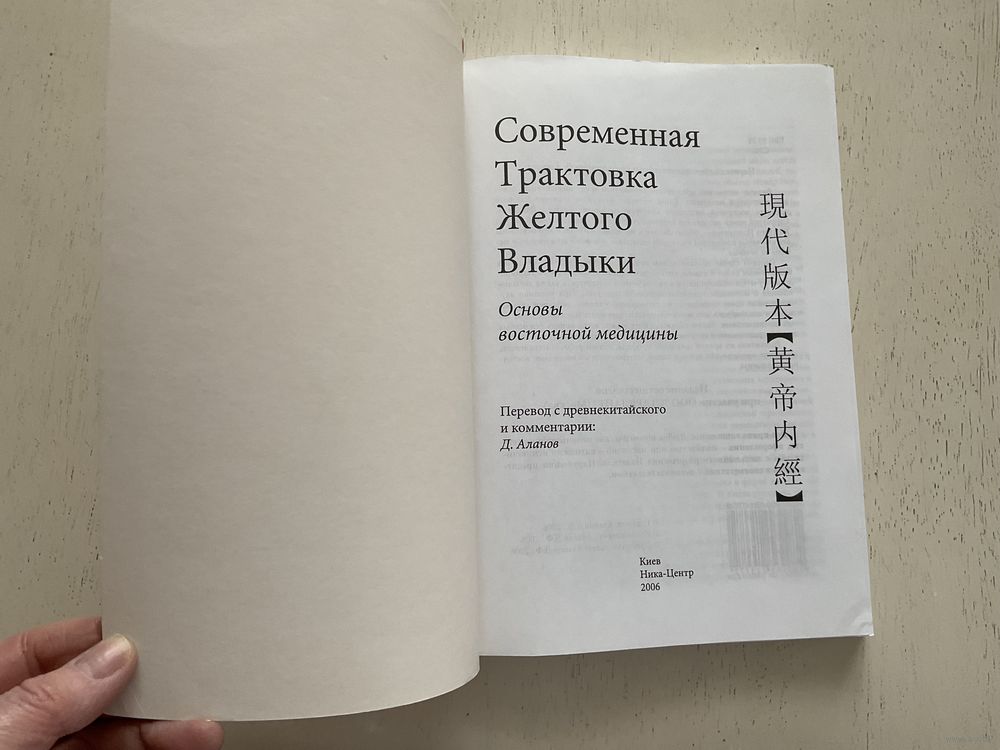 Современная
Трактовка
Желтого
Владыки
Основы
восточной медицины
Перевод с древнекитайского
и комментарии:
Д. Аланов
Киев
Ника-Центр
2006
現代版本【黄帝内經】